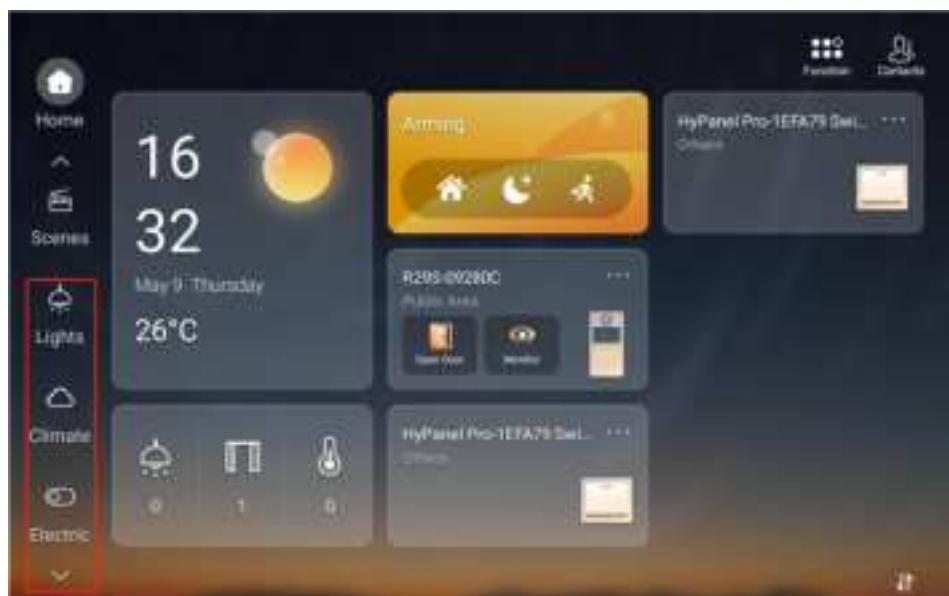 Function
Contacts
Home
Scenes
Lights
Climate
Electric
16
32
May 9 Thursday
26°C
0
1
0
Arming
R29S-09280C
Public Area
Open Door
Monitor
HyPanel Pro-1EFA79 Swi...
Others
HyPanel Pro-1EFA79 Swi...
Others